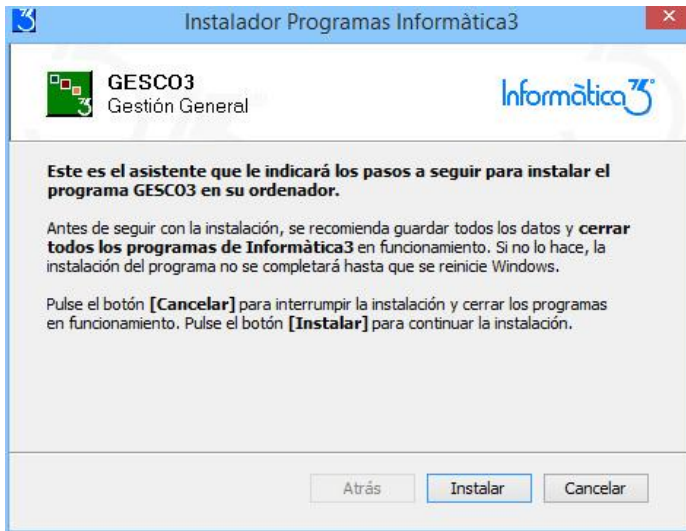 Instalador Programas Informàtica3
GESCO3
Gestión General
Informàtica3
Este es el asistente que le indicará los pasos a seguir para instalar el
programa GESCO3 en su ordenador.
Antes de seguir con la instalación, se recomienda guardar todos los datos y cerrar
todos los programas de Informàtica3 en funcionamiento. Si no lo hace, la
instalación del programa no se completará hasta que se reinicie Windows.
Pulse el botón [Cancelar] para interrumpir la instalación y cerrar los programas
en funcionamiento. Pulse el botón [Instalar] para continuar la instalación.
Atrás Instalar Cancelar